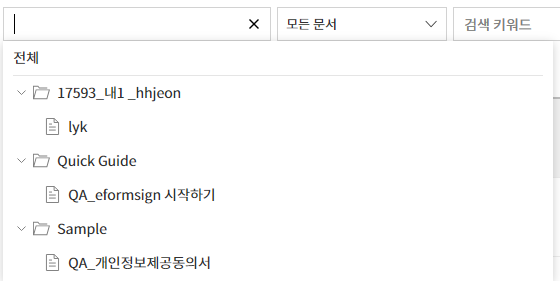 모든 문서 검색 키워드
전체
17593_내1 _hhjeon
lyk
Quick Guide
QA_eformsign 시작하기
Sample
QA_개인정보제공동의서